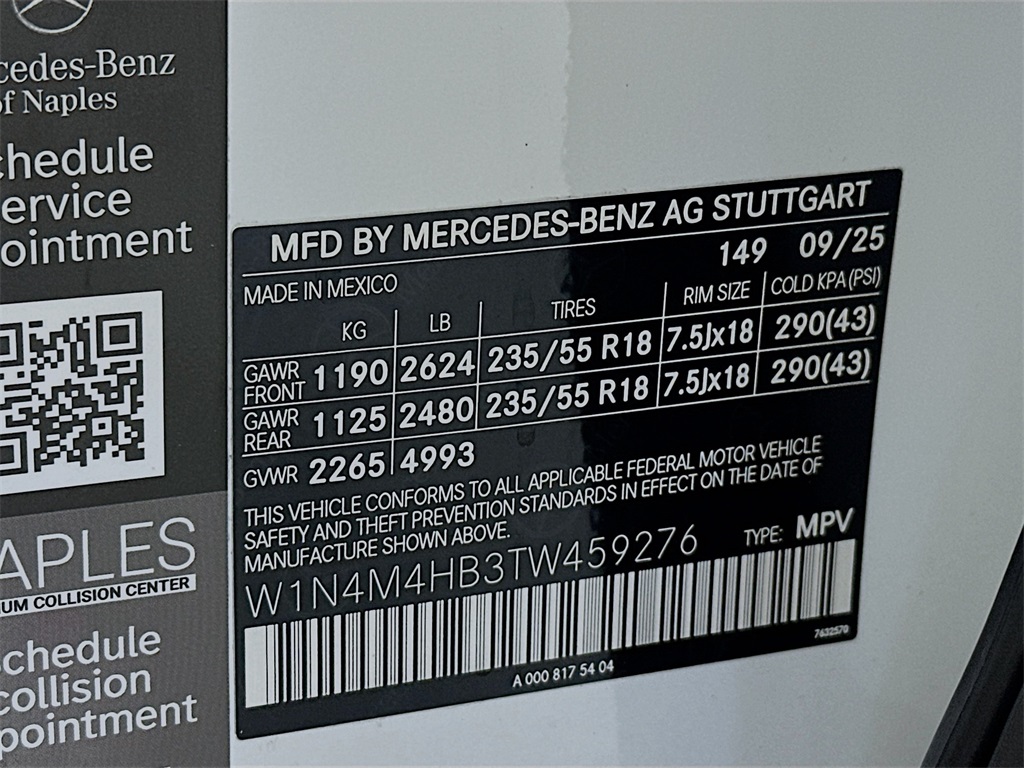 cedes-Benz
of Naples
chedule
ervice
ointment
APLES
UM COLLISION CENTER
chedule
collision
pointment
MFD BY MERCEDES-BENZ AG STUTTGART
149 09/25
MADE IN MEXICO
KG LB TIRES RIM SIZE COLD KPA (PSI)
GAWR FRONT 1190 2624 235/55 R18 7.5Jx18 290(43)
GAWR REAR 1125 2480 235/55 R18 7.5Jx18 290(43)
GVWR 2265 4993
THIS VEHICLE CONFORMS TO ALL APPLICABLE FEDERAL MOTOR VEHICLE
SAFETY AND THEFT PREVENTION STANDARDS IN EFFECT ON THE DATE OF
MANUFACTURE SHOWN ABOVE.
W1N4M4HB3TW459276 TYPE: MPV
7632570
A 000 817 54 04